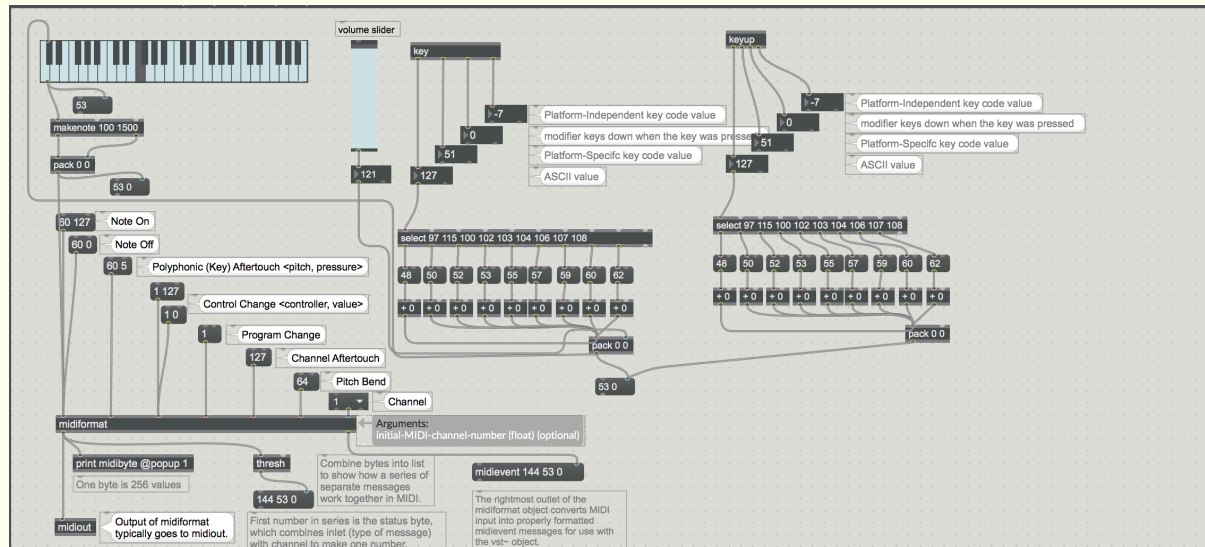 volume slider
key
keyup
53
makenote 100 1500
pack 0 0
53 0
121
-7
0
51
127
Platform-Independent key code value
modifier keys down when the key was presse
Platform-Specifc key code value
ASCII value
-7
0
51
127
Platform-Independent key code value
modifier keys down when the key was pressed
Platform-Specifc key code value
ASCII value
select 97 115 100 102 103 104 106 107 108
48 50 52 53 55 57 59 60 62
+ 0 + 0 + 0 + 0 + 0 + 0 + 0 + 0 + 0
pack 0 0
select 97 115 100 102 103 104 106 107 108
48 50 52 53 55 57 59 60 62
+ 0 + 0 + 0 + 0 + 0 + 0 + 0 + 0 + 0
pack 0 0
53 0
60 127 Note On
60 0 Note Off
60 5 Polyphonic (Key) Aftertouch <pitch, pressure>
1 127
Control Change <controller, value>
1 0
1 Program Change
127 Channel Aftertouch
64 Pitch Bend
1 Channel
midiformat
Arguments:
initial-MIDI-channel-number (float) (optional)
print midibyte @popup 1
One byte is 256 values
thresh
144 53 0
Combine bytes into list
to show how a series of
separate messages
work together in MIDI.
midievent 144 53 0
The rightmost outlet of the
midiformat object converts MIDI
input into properly formatted
midievent messages for use with
the vst~ object.
midiout
Output of midiformat
typically goes to midiout.
First number in series is the status byte,
which combines inlet (type of message)
with channel to make one number.